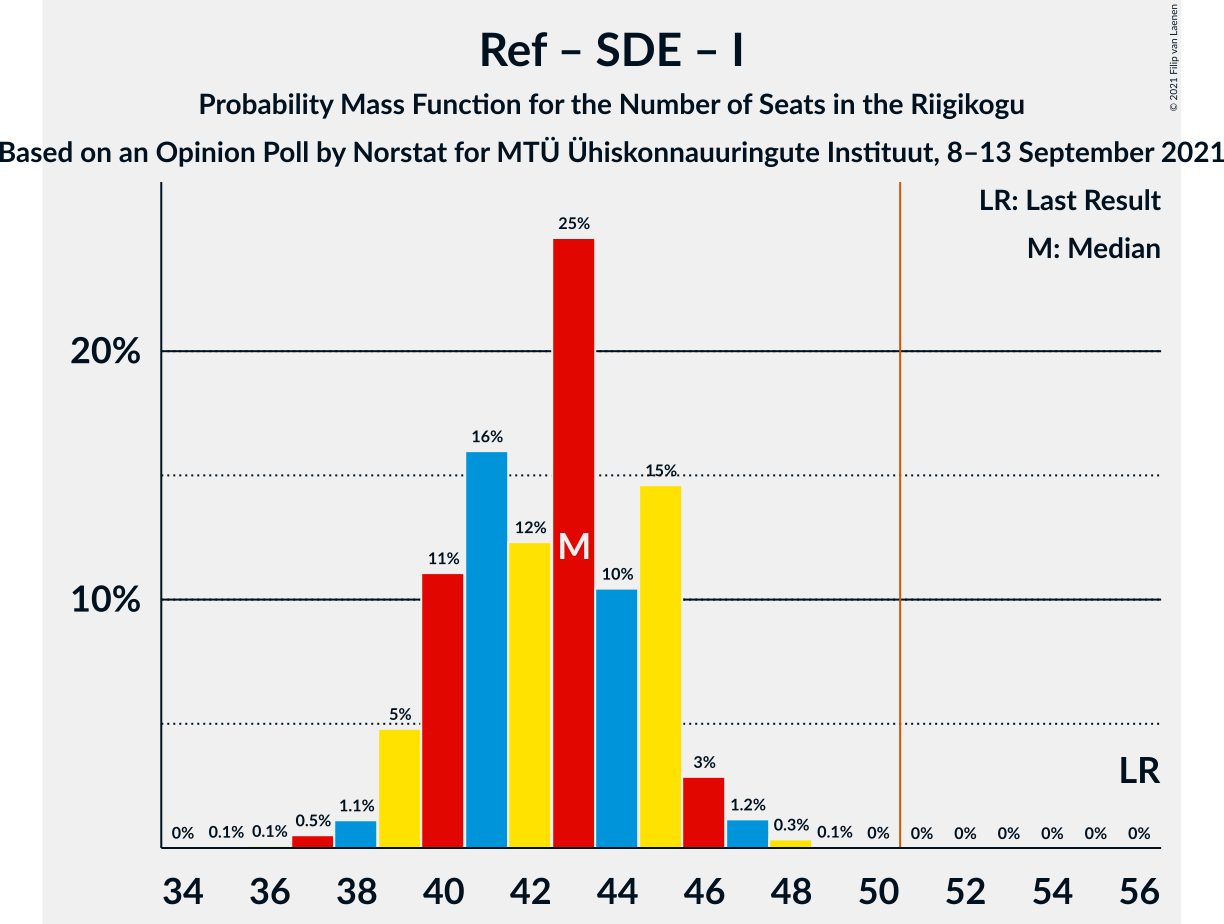 Ref – SDE – I
Probability Mass Function for the Number of Seats in the Riigikogu
Based on an Opinion Poll by Norstat for MTÜ Ühiskonnauuringute Instituut, 8–13 September 2021
© 2021 Filip van Laenen
LR: Last Result
M: Median
25%
20%
16%
15%
12%
M
11%
10%
10%
5%
3%
LR
0% 0.1% 0.1% 0.5% 1.1% 1.2% 0.3% 0.1% 0% 0% 0% 0% 0% 0% 0%
34 36 38 40 42 44 46 48 50 52 54 56